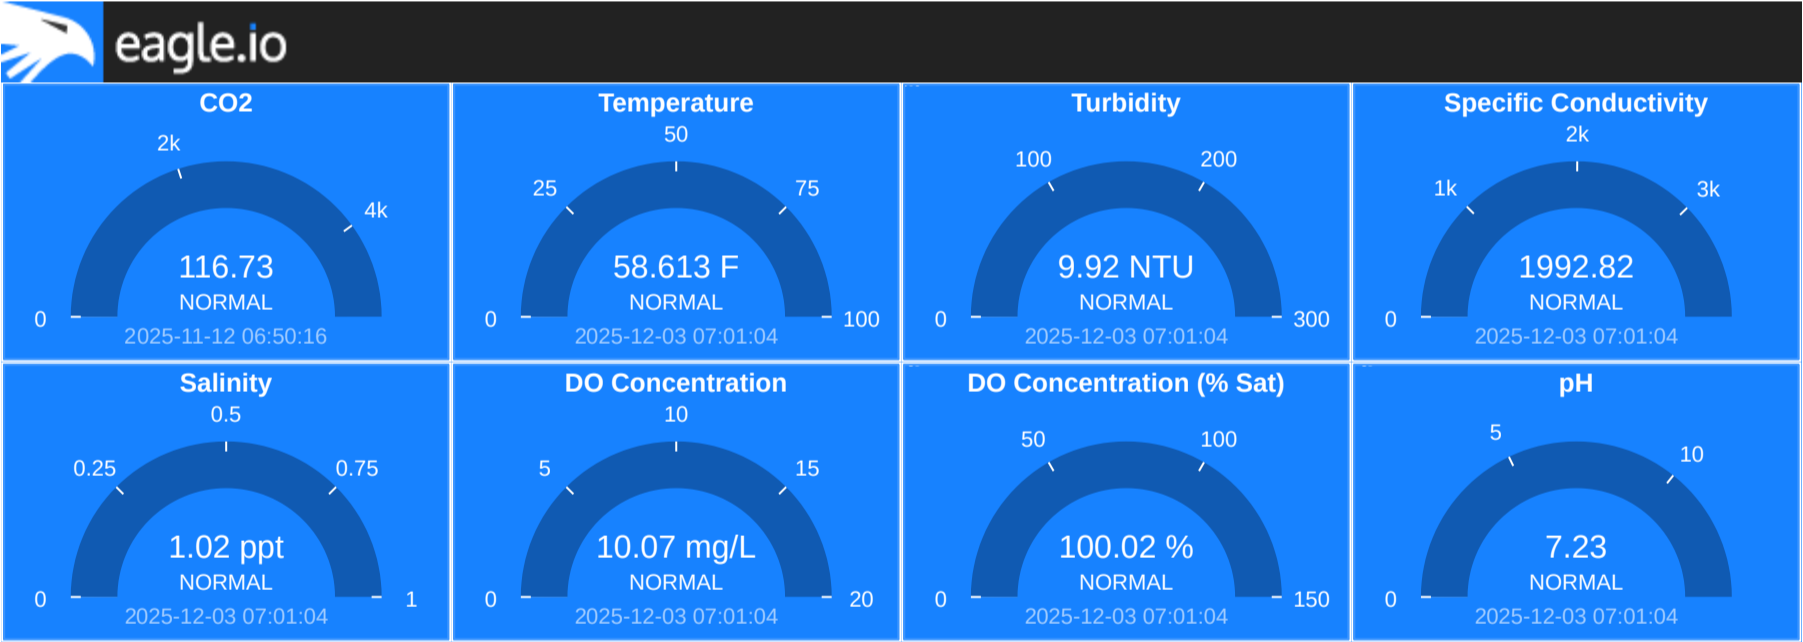 eagle.io
CO2
2k
4k
0
116.73
NORMAL
2025-11-12 06:50:16
Temperature
50
25
75
0
100
58.613 F
NORMAL
2025-12-03 07:01:04
Turbidity
100
200
0
300
9.92 NTU
NORMAL
2025-12-03 07:01:04
Specific Conductivity
2k
1k
3k
0
1992.82
NORMAL
2025-12-03 07:01:04
Salinity
0.5
0.25
0.75
0
1
1.02 ppt
NORMAL
2025-12-03 07:01:04
DO Concentration
10
5
15
0
20
10.07 mg/L
NORMAL
2025-12-03 07:01:04
DO Concentration (% Sat)
50
100
0
150
100.02 %
NORMAL
2025-12-03 07:01:04
pH
5
10
0
7.23
NORMAL
2025-12-03 07:01:04